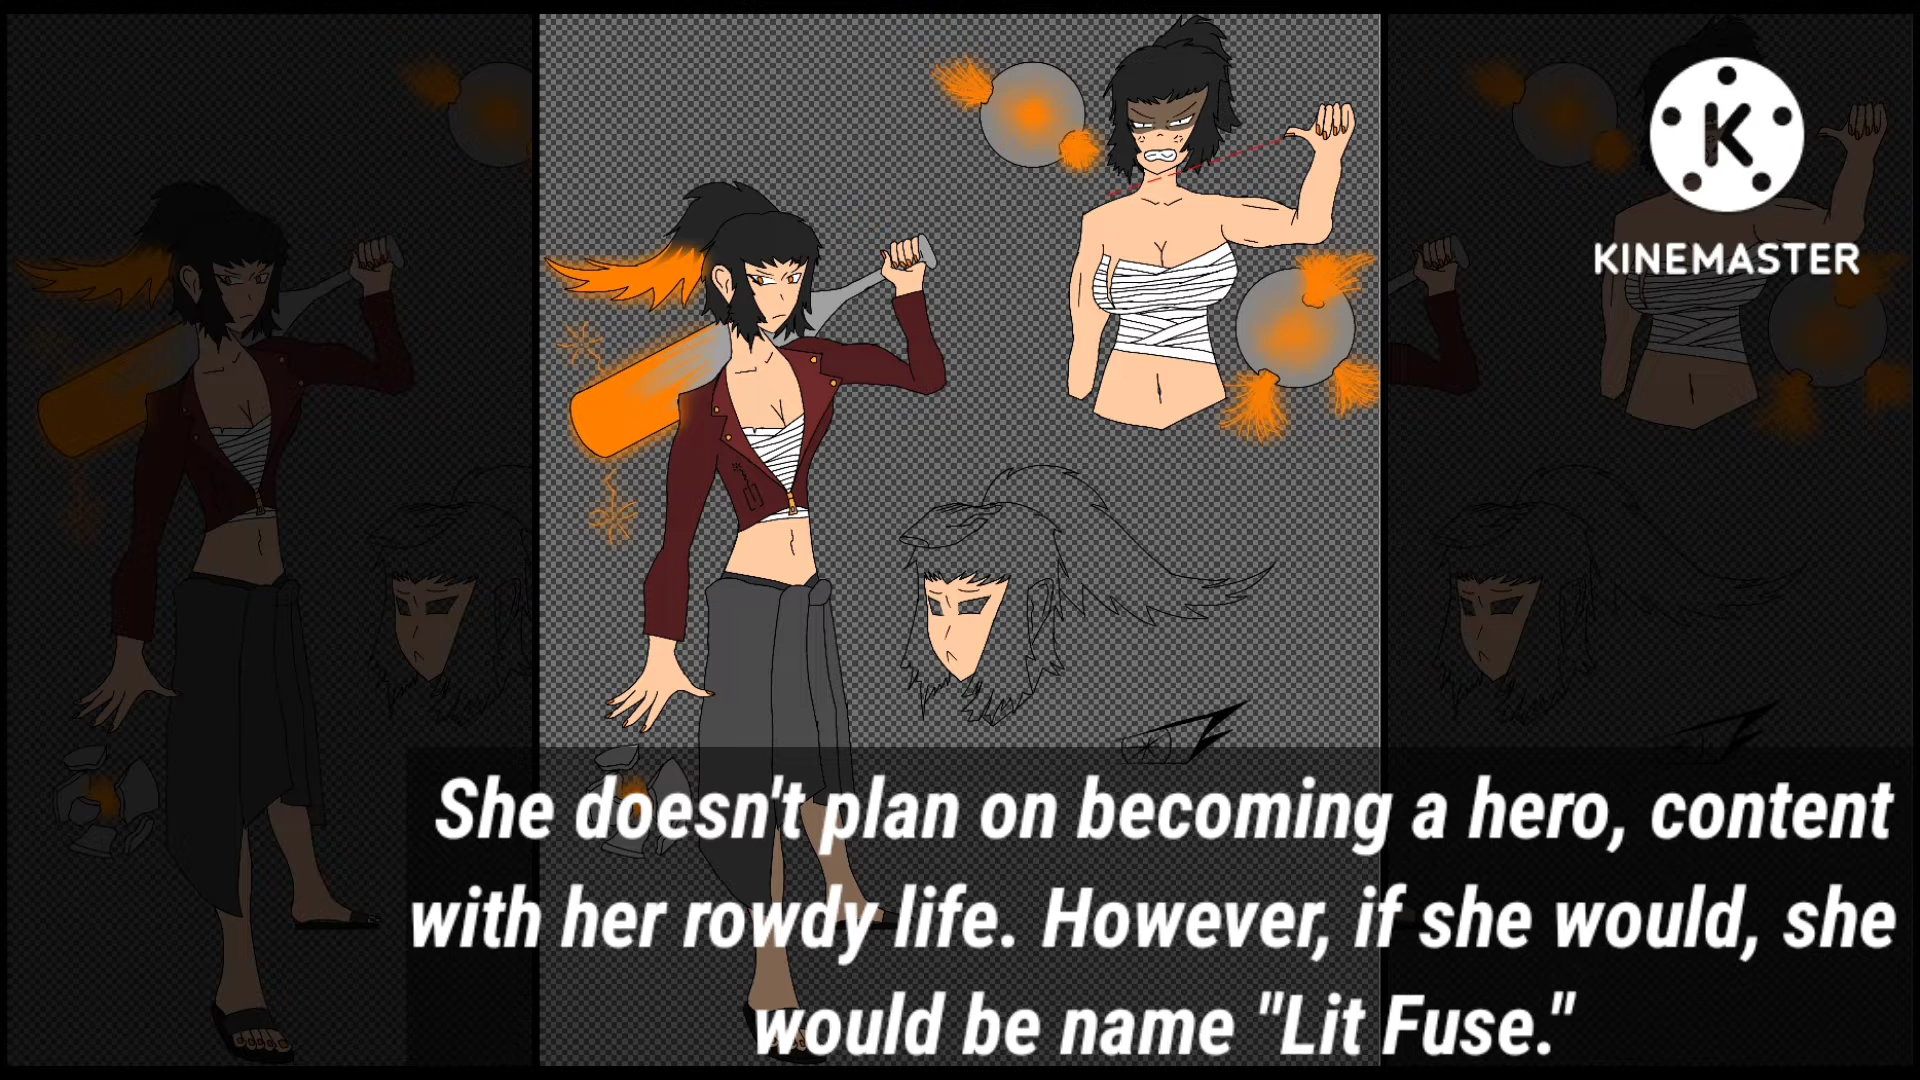 KINEMASTER
She doesn't plan on becoming a hero, content
with her rowdy life. However, if she would, she
would be name "Lit Fuse."